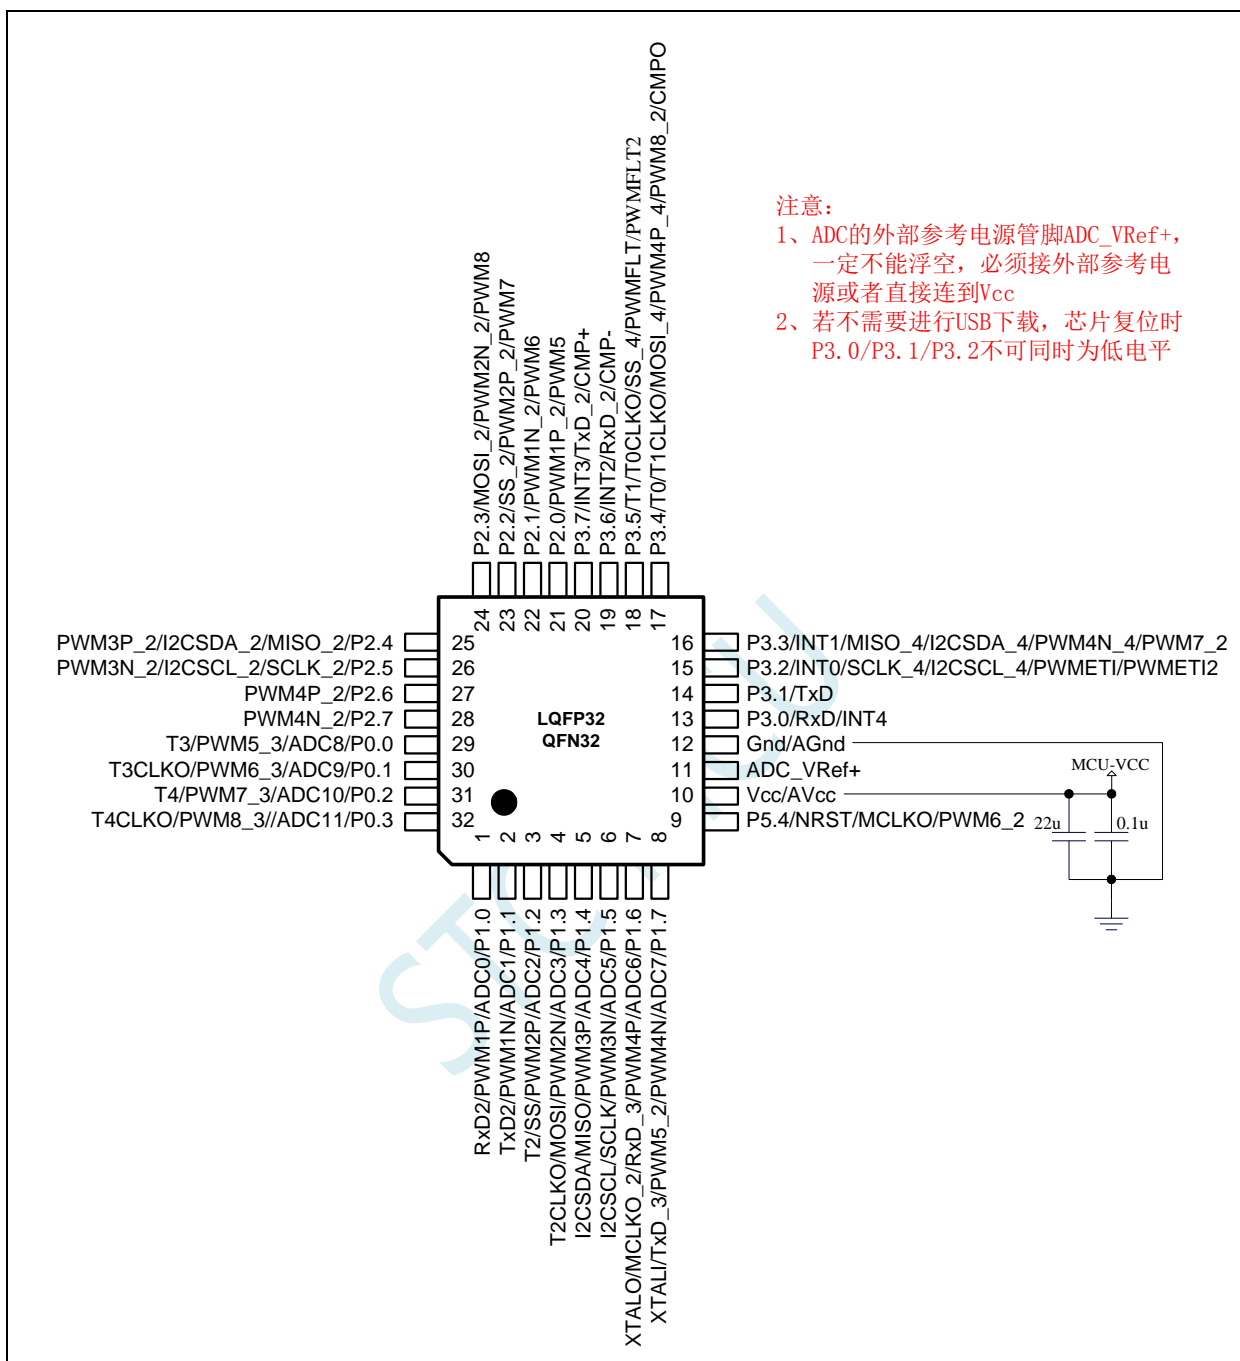 P2.3/MOSI_2/PWM2N_2/PWM8
P2.2/SS_2/PWM2P_2/PWM7
P2.1/PWM1N_2/PWM6
P2.0/PWM1P_2/PWM5
P3.7/INT3/TxD_2/CMP+
P3.6/INT2/RxD_2/CMP-
P3.5/T1/T0CLKO/SS_4/PWMFLT/PWMFLT2
P3.4/T0/T1CLKO/MOSI_4/PWM4P_4/PWM8_2/CMPO
注意：
1、ADC的外部参考电源管脚ADC_VRef+，
一定不能浮空，必须接外部参考电
源或者直接连到Vcc
2、若不需要进行USB下载，芯片复位时
P3.0/P3.1/P3.2不可同时为低电平
24 23 22 21 20 19 18 17
PWM3P_2/I2CSDA_2/MISO_2/P2.4 25
PWM3N_2/I2CSCL_2/SCLK_2/P2.5 26
PWM4P_2/P2.6 27
PWM4N_2/P2.7 28
T3/PWM5_3/ADC8/P0.0 29
T3CLKO/PWM6_3/ADC9/P0.1 30
T4/PWM7_3/ADC10/P0.2 31
T4CLKO/PWM8_3//ADC11/P0.3 32
LQFP32
QFN32
16 P3.3/INT1/MISO_4/I2CSDA_4/PWM4N_4/PWM7_2
15 P3.2/INT0/SCLK_4/I2CSCL_4/PWMETI/PWMETI2
14 P3.1/TxD
13 P3.0/RxD/INT4
12 Gnd/AGnd
11 ADC_VRef+
10 Vcc/AVcc
9 P5.4/NRST/MCLKO/PWM6_2
MCU-VCC
22u
0.1u
1 2 3 4 5 6 7 8
RxD2/PWM1P/ADC0/P1.0
TxD2/PWM1N/ADC1/P1.1
T2/SS/PWM2P/ADC2/P1.2
T2CLKO/MOSI/PWM2N/ADC3/P1.3
I2CSDA/MISO/PWM3P/ADC4/P1.4
I2CSCL/SCLK/PWM3N/ADC5/P1.5
XTALO/MCLKO_2/RxD_3/PWM4P/ADC6/P1.6
XTALI/TxD_3/PWM5_2/PWM4N/ADC7/P1.7